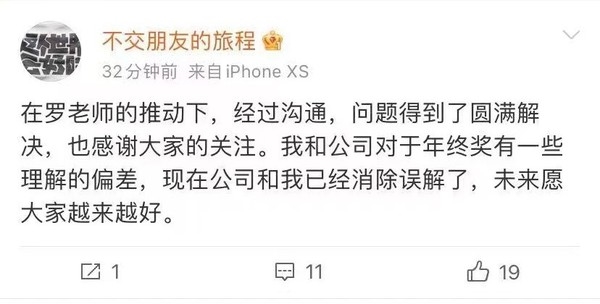 不交朋友的旅程
32分钟前 来自iPhone XS
在罗老师的推动下，经过沟通，问题得到了圆满解
决，也感谢大家的关注。我和公司对于年终奖有一些
理解的偏差，现在公司和我已经消除误解了，未来愿
大家越来越好。
1 11 19